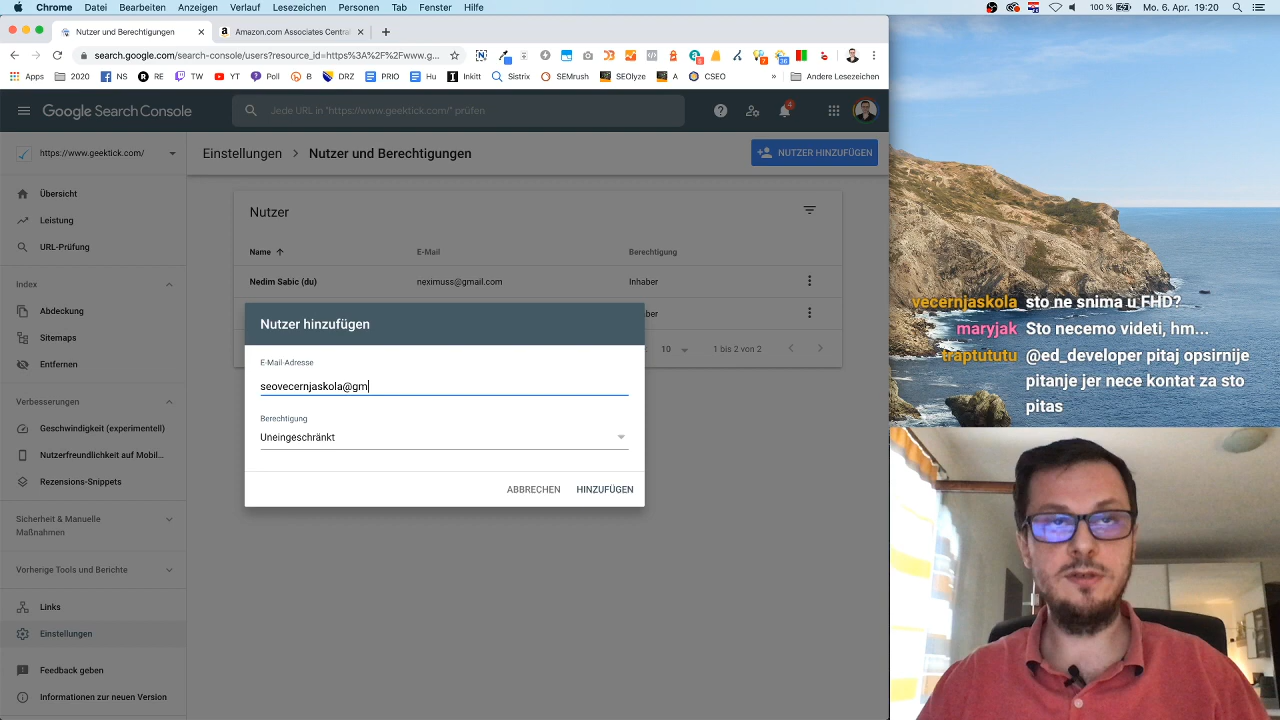 Chrome Datei Bearbeiten Anzeigen Verlauf Lesezeichen Personen Tab Fenster Hilfe 100 % Mo. 6. Apr. 19:20
Nutzer und Berechtigungen Amazon.com Associates Central
search.google.com/search-console/users?resource_id=https%3A%2F%2Fwww.g...
Apps 2020 FS RE TW YT Poll B DRZ PRIO Hu Inkitt Sistrix SEMrush SEOlyze A CSEO » Andere Lesezeichen
Google Search Console Jede URL in "https://www.geektick.com/" prüfen 4
https://www.geektick.com/
Einstellungen > Nutzer und Berechtigungen NUTZER HINZUFÜGEN
Übersicht
Leistung
URL-Prüfung
Index
Abdeckung
Sitemaps
Entfernen
Verbesserungen
Geschwindigkeit (experimentell)
Nutzerfreundlichkeit auf Mobil...
Rezensions-Snippets
Sicherheit & Manuelle
Maßnahmen
Vorherige Tools und Berichte
Links
Einstellungen
Feedback geben
Informationen zur neuen Version
Nutzer
Name E-Mail Berechtigung
Nedim Sabic (du) neximuss@gmail.com Inhaber
10 1 bis 2 von 2
Nutzer hinzufügen
E-Mail-Adresse
seovecernjaskola@gm
Berechtigung
Uneingeschränkt
ABBRECHEN HINZUFÜGEN
vecernjaskola sto ne snima u FHD?
maryjak Sto necemo videti, hm...
traptututu @ed_developer pitaj opsirnije
pitanje jer nece kontat za sto
pitas